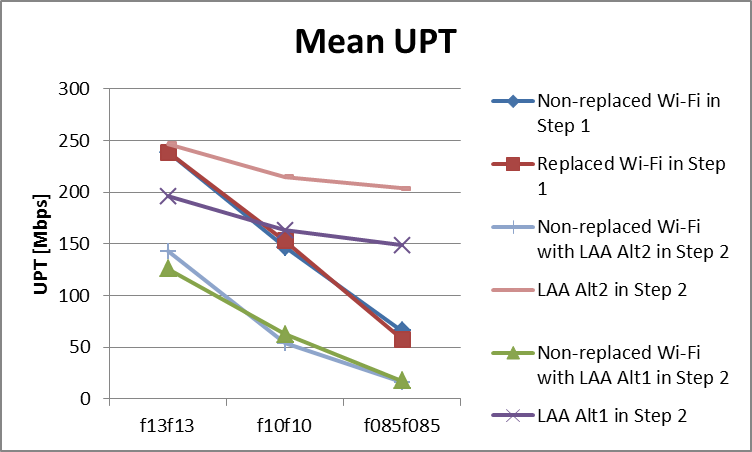 Mean UPT
300
250
200
150
100
50
0
UPT [Mbps]
f13f13
f10f10
f085f085
Non-replaced Wi-Fi in
Step 1
Replaced Wi-Fi in Step
1
Non-replaced Wi-Fi
with LAA Alt2 in Step 2
LAA Alt2 in Step 2
Non-replaced Wi-Fi
with LAA Alt1 in Step 2
LAA Alt1 in Step 2